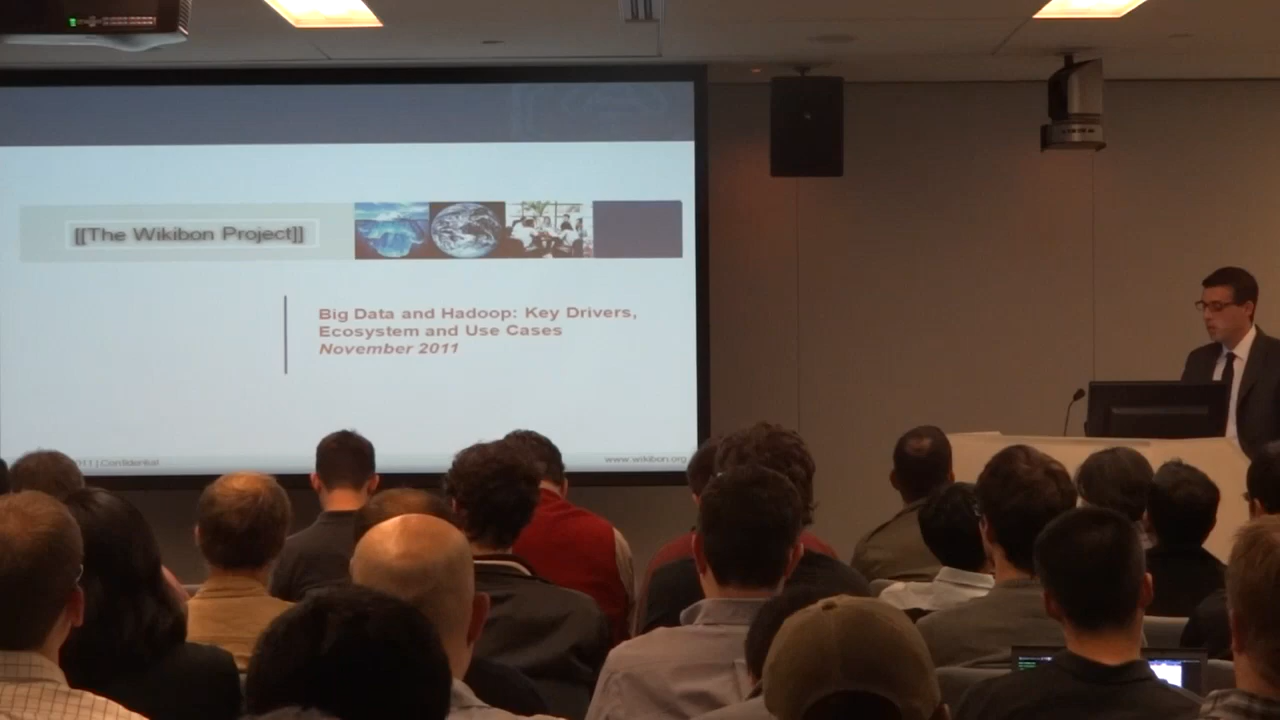 [[The Wikibon Project]]
Big Data and Hadoop: Key Drivers,
Ecosystem and Use Cases
November 2011
11 | Confidential
www.wikibon.org